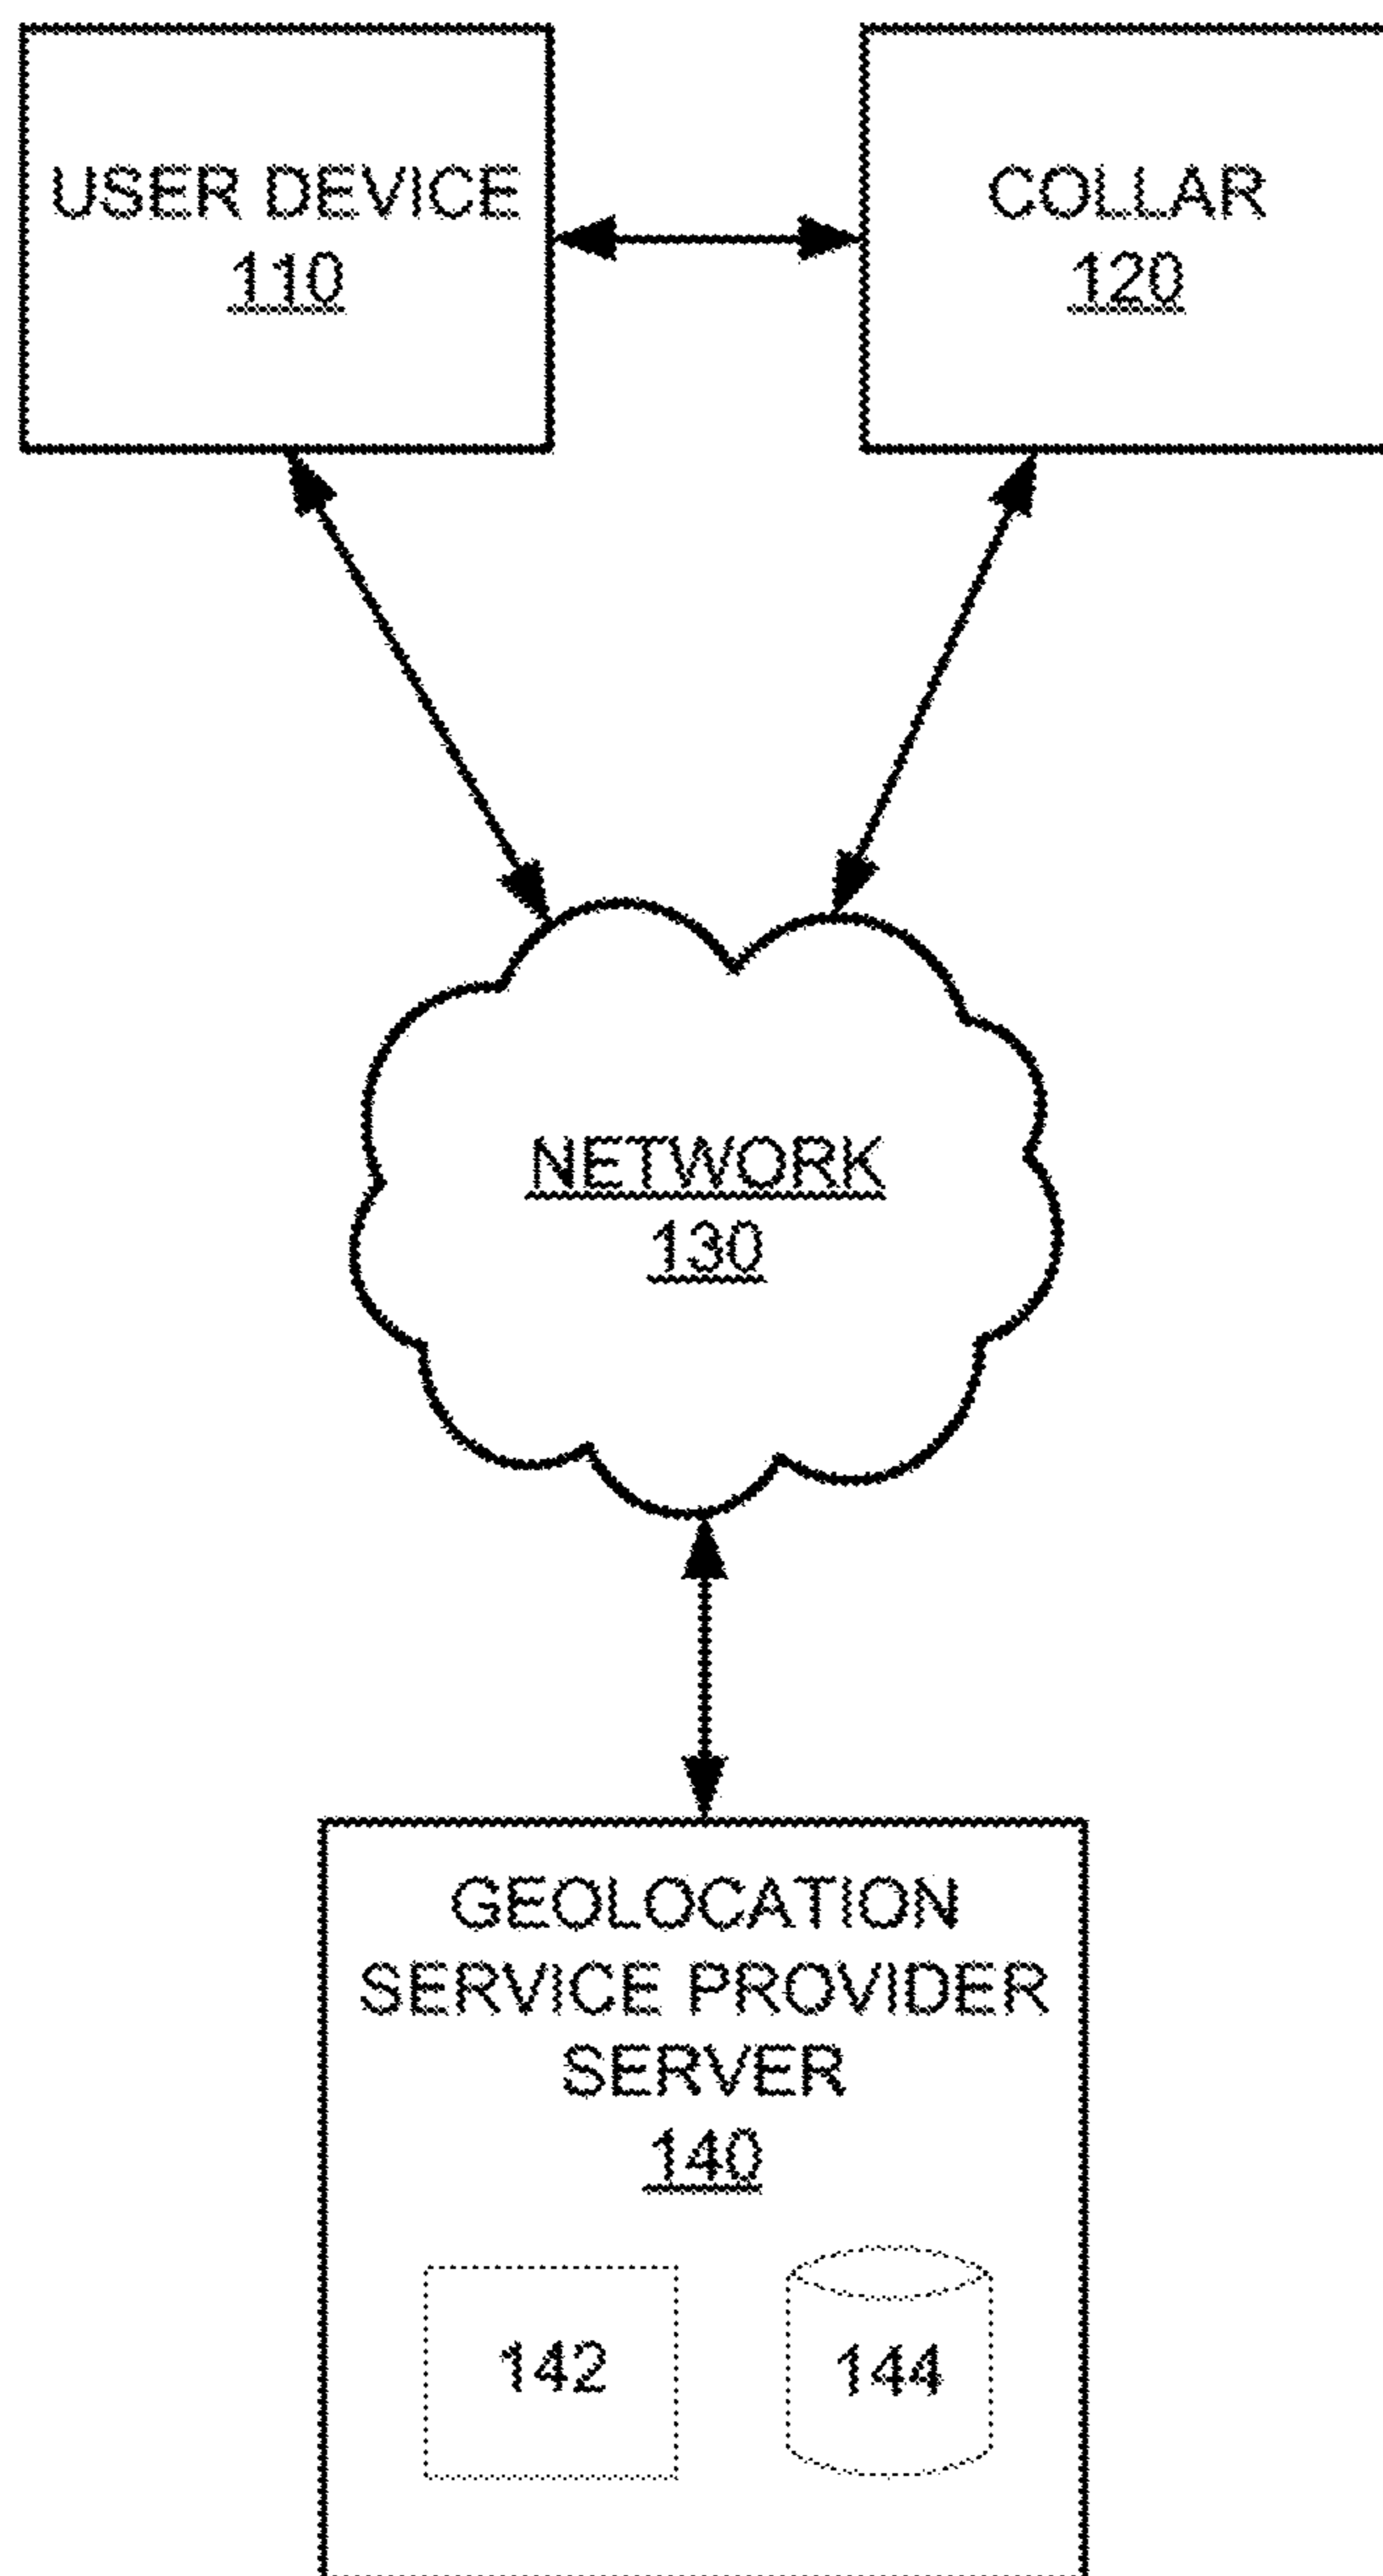 USER DEVICE
110
COLLAR
120
NETWORK
130
GEOLOCATION
SERVICE PROVIDER
SERVER
140
142
144